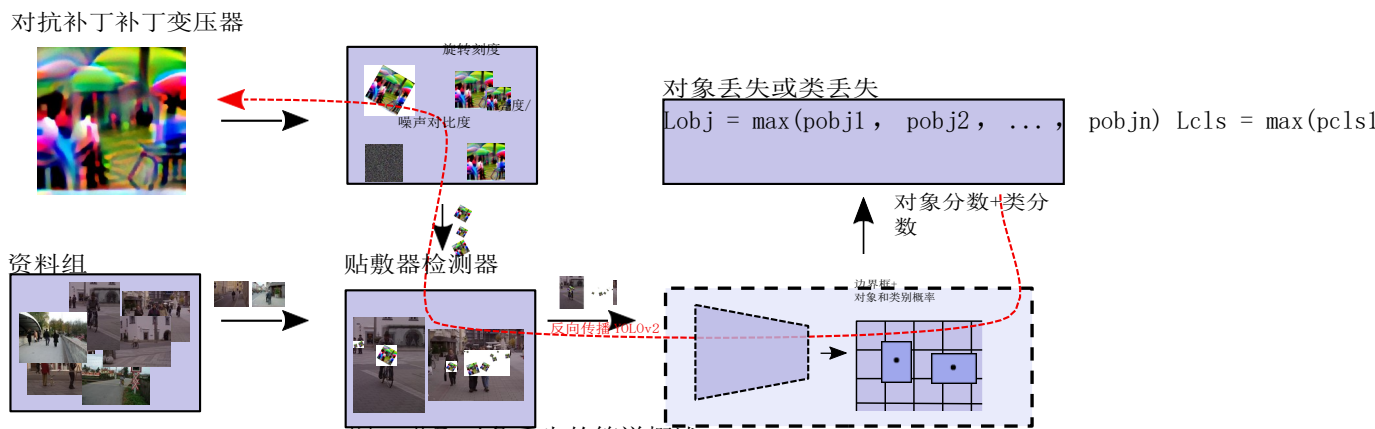 对抗补丁补丁变压器
旋转刻度
度/
噪声对比度
对象丢失或类丢失
Lobj = max(pobj1, pobj2, ..., pobjn) Lcls = max(pcls1
对象分数+类分
数
资料组
贴敷器检测器
反向传播 YOLOv2
边界框+
对象和类别概率